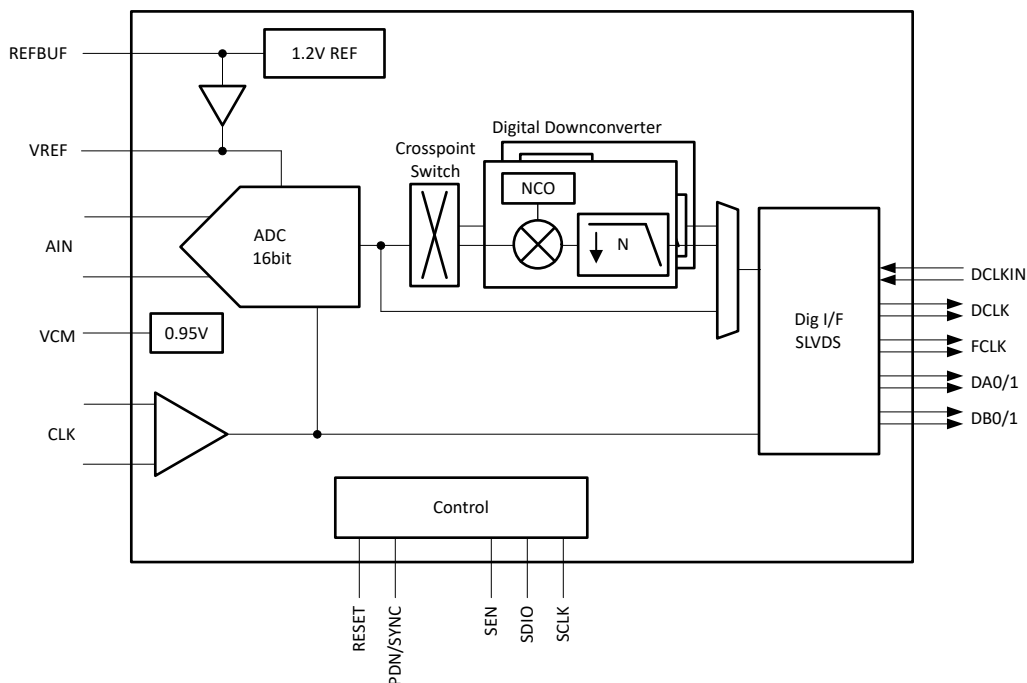 REFBUF
1.2V REF
VREF
Digital Downconverter
Crosspoint
Switch
NCO
AIN
ADC
16bit
N
DCLKIN
VCM
0.95V
Dig I/F
SLVDS
DCLK
FCLK
DA0/1
DB0/1
CLK
Control
RESET
PDN/SYNC
SEN
SDIO
SCLK